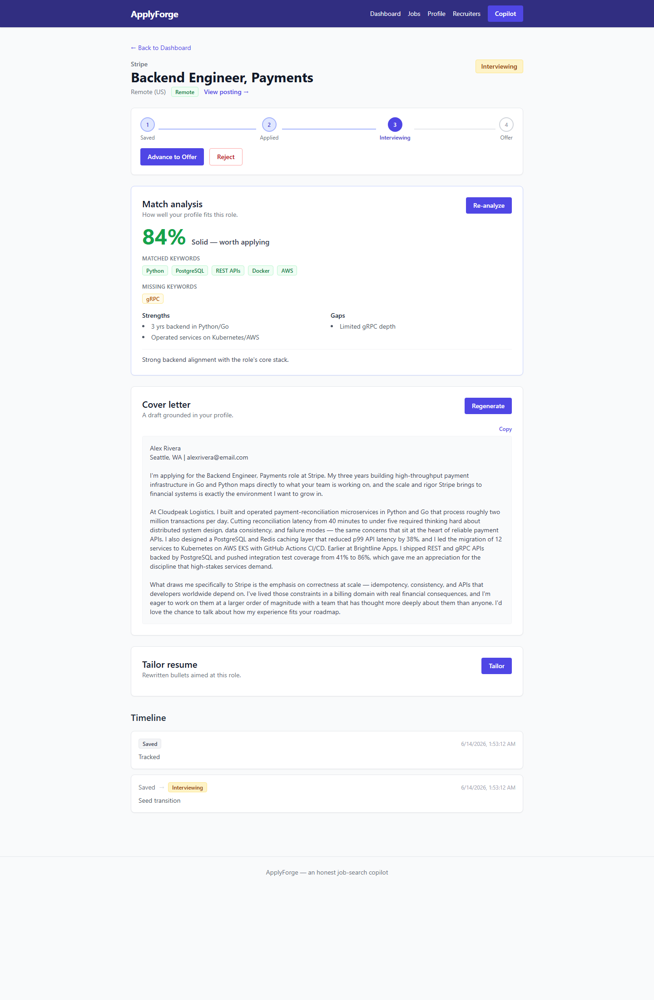 ApplyForge
Dashboard Jobs Profile Recruiters Copilot
← Back to Dashboard
Stripe
Interviewing
Backend Engineer, Payments
Remote (US) Remote View posting →
1 2 3 4
Saved Applied Interviewing Offer
Advance to Offer Reject
Match analysis
Re-analyze
How well your profile fits this role.
84% Solid — worth applying
MATCHED KEYWORDS
Python PostgreSQL REST APIs Docker AWS
MISSING KEYWORDS
gRPC
Strengths
• 3 yrs backend in Python/Go
• Operated services on Kubernetes/AWS
Gaps
• Limited gRPC depth
Strong backend alignment with the role's core stack.
Cover letter
Regenerate
A draft grounded in your profile.
Copy
Alex Rivera
Seattle, WA | alexrivera@email.com
I'm applying for the Backend Engineer, Payments role at Stripe. My three years building high-throughput payment
infrastructure in Go and Python maps directly to what your team is working on, and the scale and rigor Stripe brings to
financial systems is exactly the environment I want to grow in.
At Cloudpeak Logistics, I built and operated payment-reconciliation microservices in Python and Go that process roughly two
million transactions per day. Cutting reconciliation latency from 40 minutes to under five required thinking hard about
distributed system design, data consistency, and failure modes — the same concerns that sit at the heart of reliable payment
APIs. I also designed a PostgreSQL and Redis caching layer that reduced p99 API latency by 38%, and I led the migration of 12
services to Kubernetes on AWS EKS with GitHub Actions CI/CD. Earlier at Brightline Apps, I shipped REST and gRPC APIs
backed by PostgreSQL and pushed integration test coverage from 41% to 86%, which gave me an appreciation for the
discipline that high-stakes services demand.
What draws me specifically to Stripe is the emphasis on correctness at scale — idempotency, consistency, and APIs that
developers worldwide depend on. I've lived those constraints in a billing domain with real financial consequences, and I'm
eager to work on them at a larger order of magnitude with a team that has thought more deeply about them than anyone. I'd
love the chance to talk about how my experience fits your roadmap.
Tailor resume
Tailor
Rewritten bullets aimed at this role.
Timeline
Saved 6/14/2026, 1:53:12 AM
Tracked
Saved → Interviewing 6/14/2026, 1:53:12 AM
Seed transition
ApplyForge — an honest job-search copilot